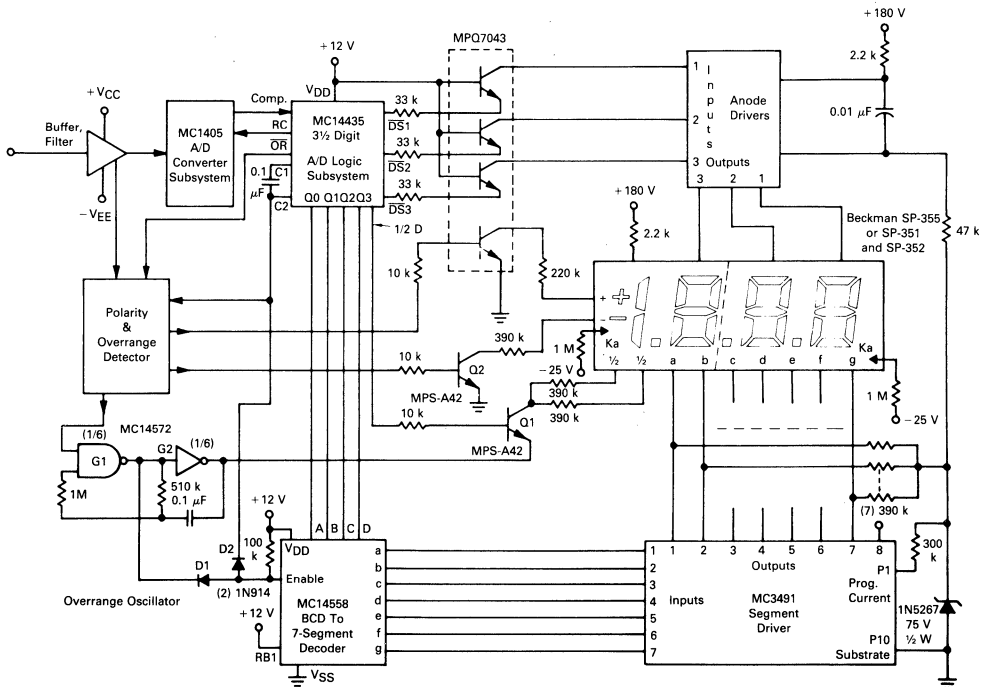 +180 V
2.2 k
0.01 μF
47 k
MPQ7043
+12 V
VDD
MC14435
3½ Digit
A/D Logic
Subsystem
Comp.
RC
OR
C1
C2
0.1
μF
Q0 Q1 Q2 Q3
33 k
DS1
33 k
DS2
33 k
DS3
1/2 D
+VCC
Buffer,
Filter
−VEE
MC1405
A/D
Converter
Subsystem
1
2
3
Inputs
Anode
Drivers
Outputs
3 2 1
+180 V
2.2 k
Beckman SP-355
or SP-351
and SP-352
10 k
220 k
+
−
+
−
1.8.8.8
Ka
½ ½ a b c d e f g
Ka
1 M
−25 V
1 M
−25 V
Polarity
&
Overrange
Detector
10 k
Q2
MPS-A42
390 k
390 k
390 k
10 k
Q1
MPS-A42
MC14572
(1/6)
G1
G2
(1/6)
1M
510 k
0.1 μF
D1
D2
(2) 1N914
Overrange Oscillator
+12 V
100
k
+12 V
RB1
A B C D
VDD
Enable
MC14558
BCD To
7-Segment
Decoder
VSS
a
b
c
d
e
f
g
1
2
3
4
5
6
7
Inputs
1 2 3 4 5 6 7 8
Outputs
MC3491
Segment
Driver
P1
Prog.
Current
P10
Substrate
(7) 390 k
300
k
1N5267
75 V
½ W